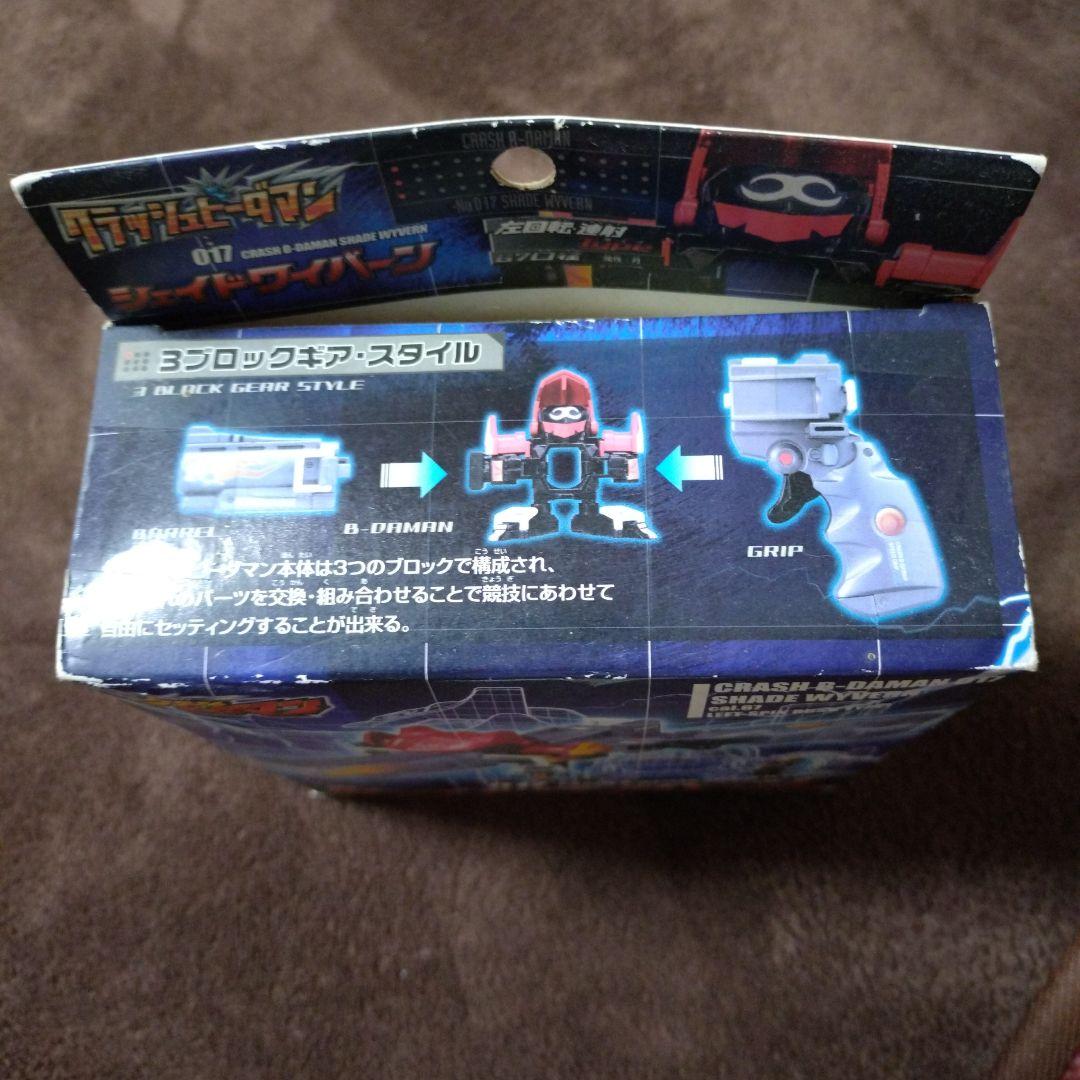 CRASH B-DAMAN
No.017 SHADE WYVERN
クラッシュビーダマン
017 CRASH B-DAMAN SHADE WYVERN
シェイドワイバーン
左回転・連射
3ブロックギア・スタイル
3 BLOCK GEAR STYLE
BARREL
B-DAMAN
GRIP
ダマン本体は3つのブロックで構成され、
のパーツを交換・組み合わせることで競技にあわせて
自由にセッティングすることが出来る。
CRASH B-DAMAN 017
SHADE WYVERN